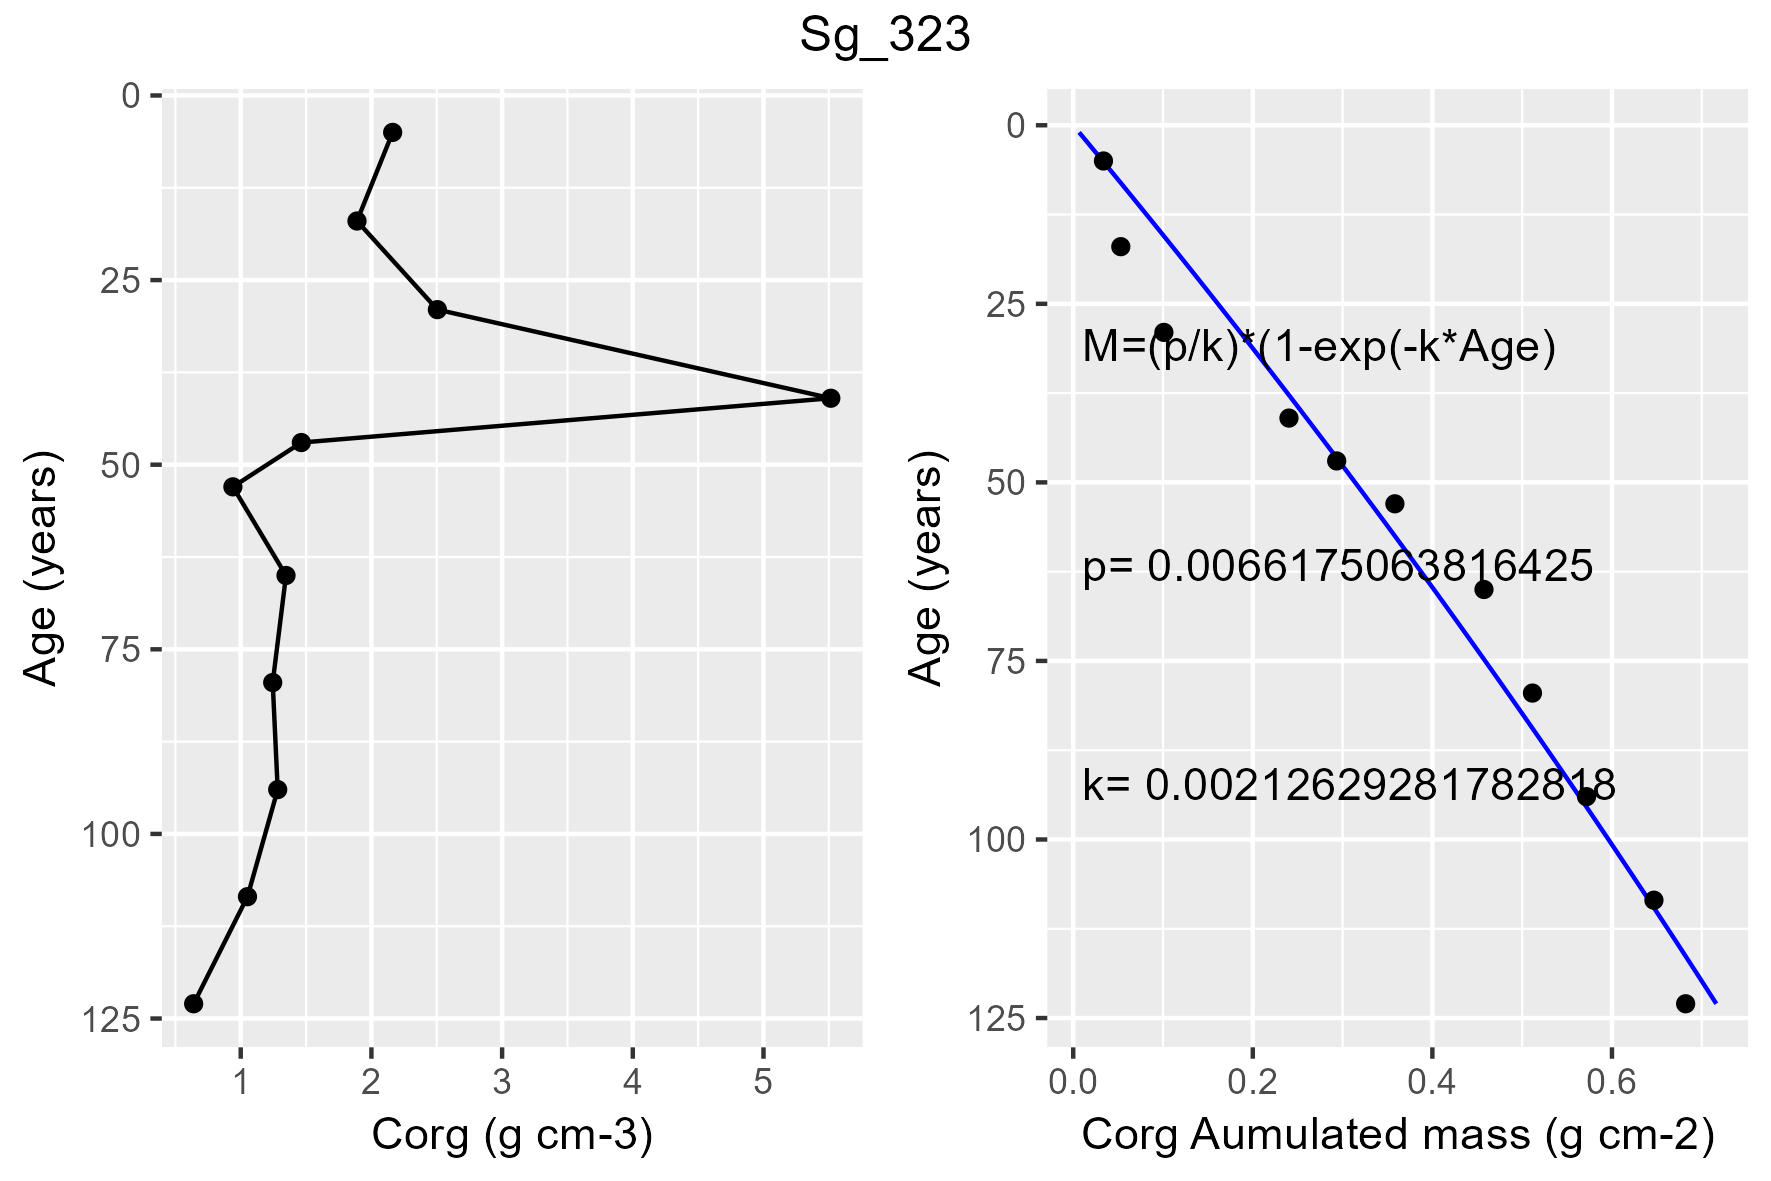 Sg_323
0
25
50
75
100
125
Age (years)
1 2 3 4 5
Corg (g cm-3)
0
25
50
75
100
125
Age (years)
M=(p/k)*(1-exp(-k*Age)
p= 0.0066175063816425
k= 0.00212629281782818
0.0 0.2 0.4 0.6
Corg Aumulated mass (g cm-2)